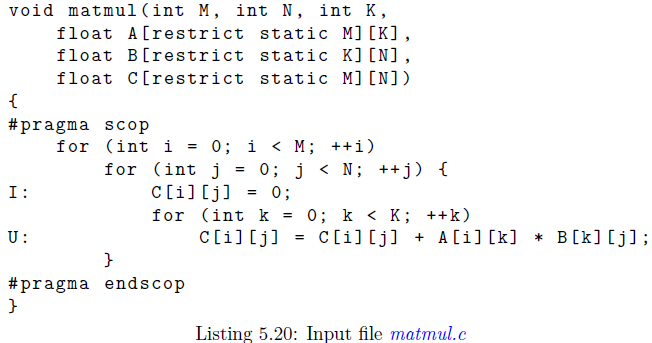 void matmul(int M, int N, int K,
    float A[restrict static M][K],
    float B[restrict static K][N],
    float C[restrict static M][N])
{
#pragma scop
    for (int i = 0; i < M; ++i)
        for (int j = 0; j < N; ++j) {
I:          C[i][j] = 0;
            for (int k = 0; k < K; ++k)
U:              C[i][j] = C[i][j] + A[i][k] * B[k][j];
        }
#pragma endscop
}
Listing 5.20: Input file matmul.c